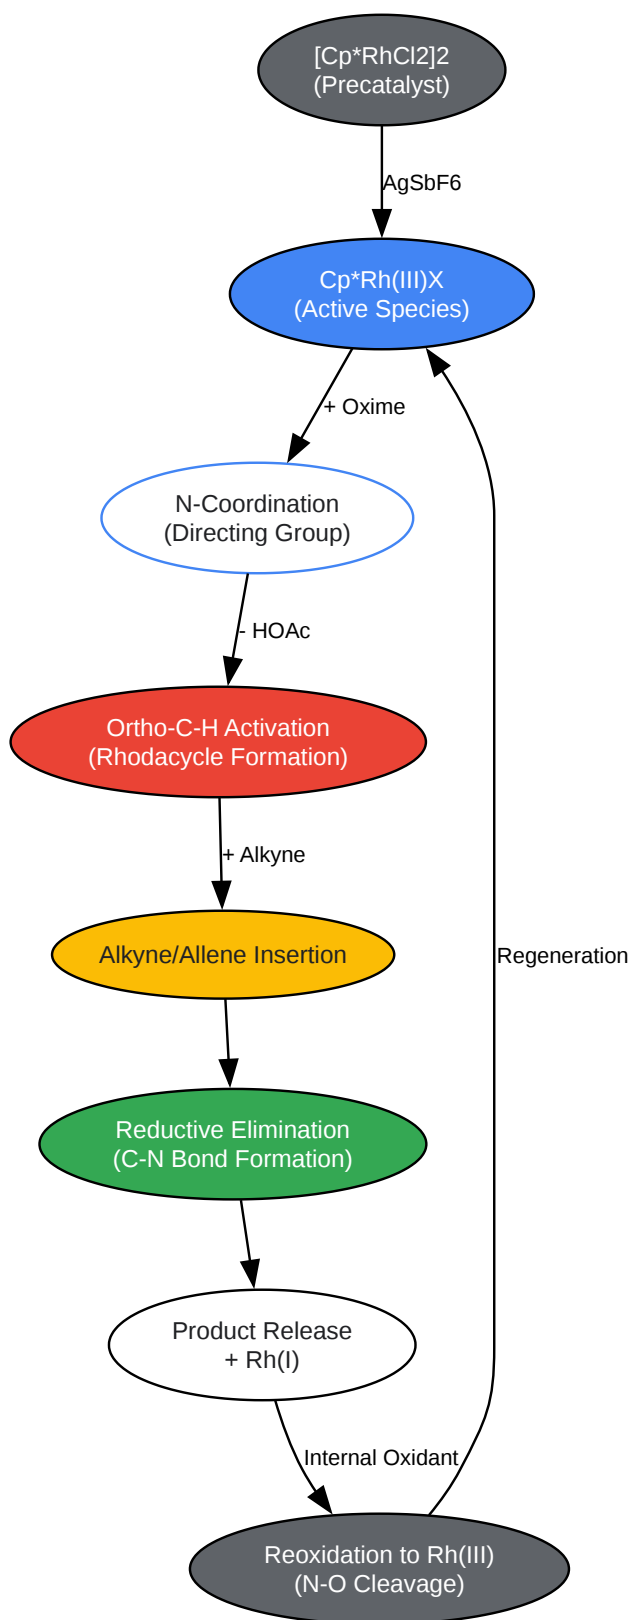 [Cp*RhCl2]2
(Precatalyst)
AgSbF6
Cp*Rh(III)X
(Active Species)
+ Oxime
N-Coordination
(Directing Group)
- HOAc
Ortho-C-H Activation
(Rhodacycle Formation)
+ Alkyne
Alkyne/Allene Insertion
Regeneration
Reductive Elimination
(C-N Bond Formation)
Product Release
+ Rh(I)
Internal Oxidant
Reoxidation to Rh(III)
(N-O Cleavage)